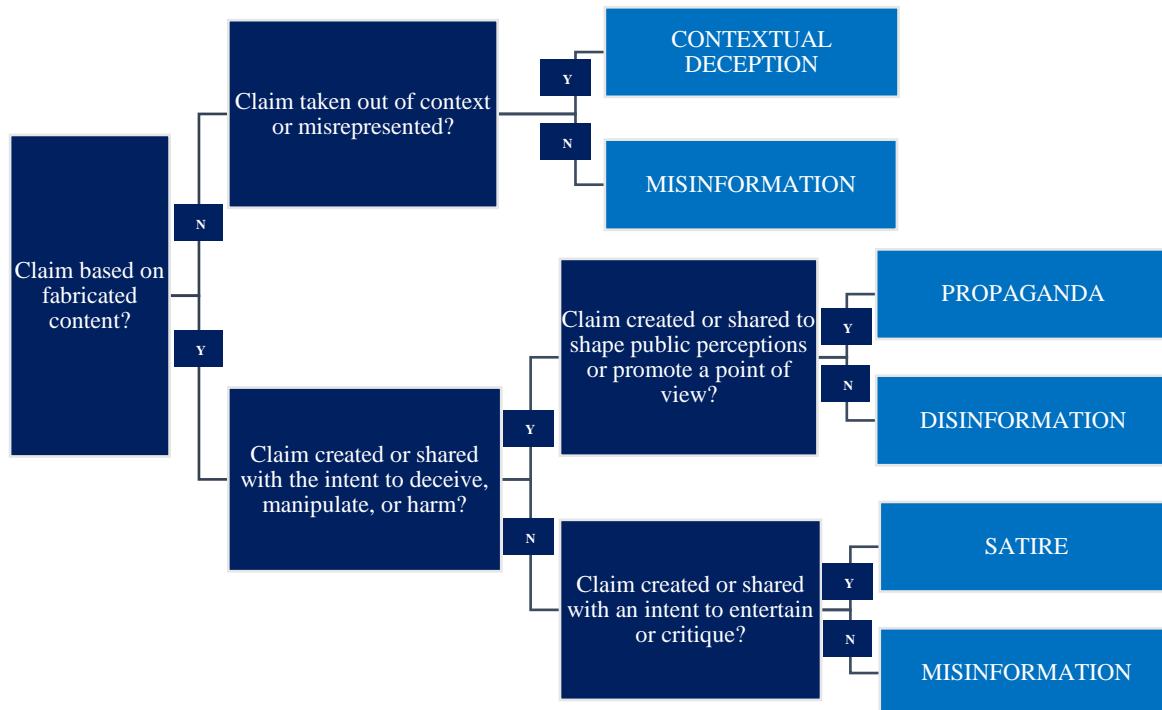 CONTEXTUAL
DECEPTION
Y
Claim taken out of context
or misrepresented?
N
MISINFORMATION
N
Claim based on
fabricated
content?
Y
PROPAGANDA
Y
Claim created or shared to
shape public perceptions
or promote a point of
view?
N
DISINFORMATION
Y
Claim created or shared
with the intent to deceive,
manipulate, or harm?
N
SATIRE
Y
Claim created or shared
with an intent to entertain
or critique?
N
MISINFORMATION